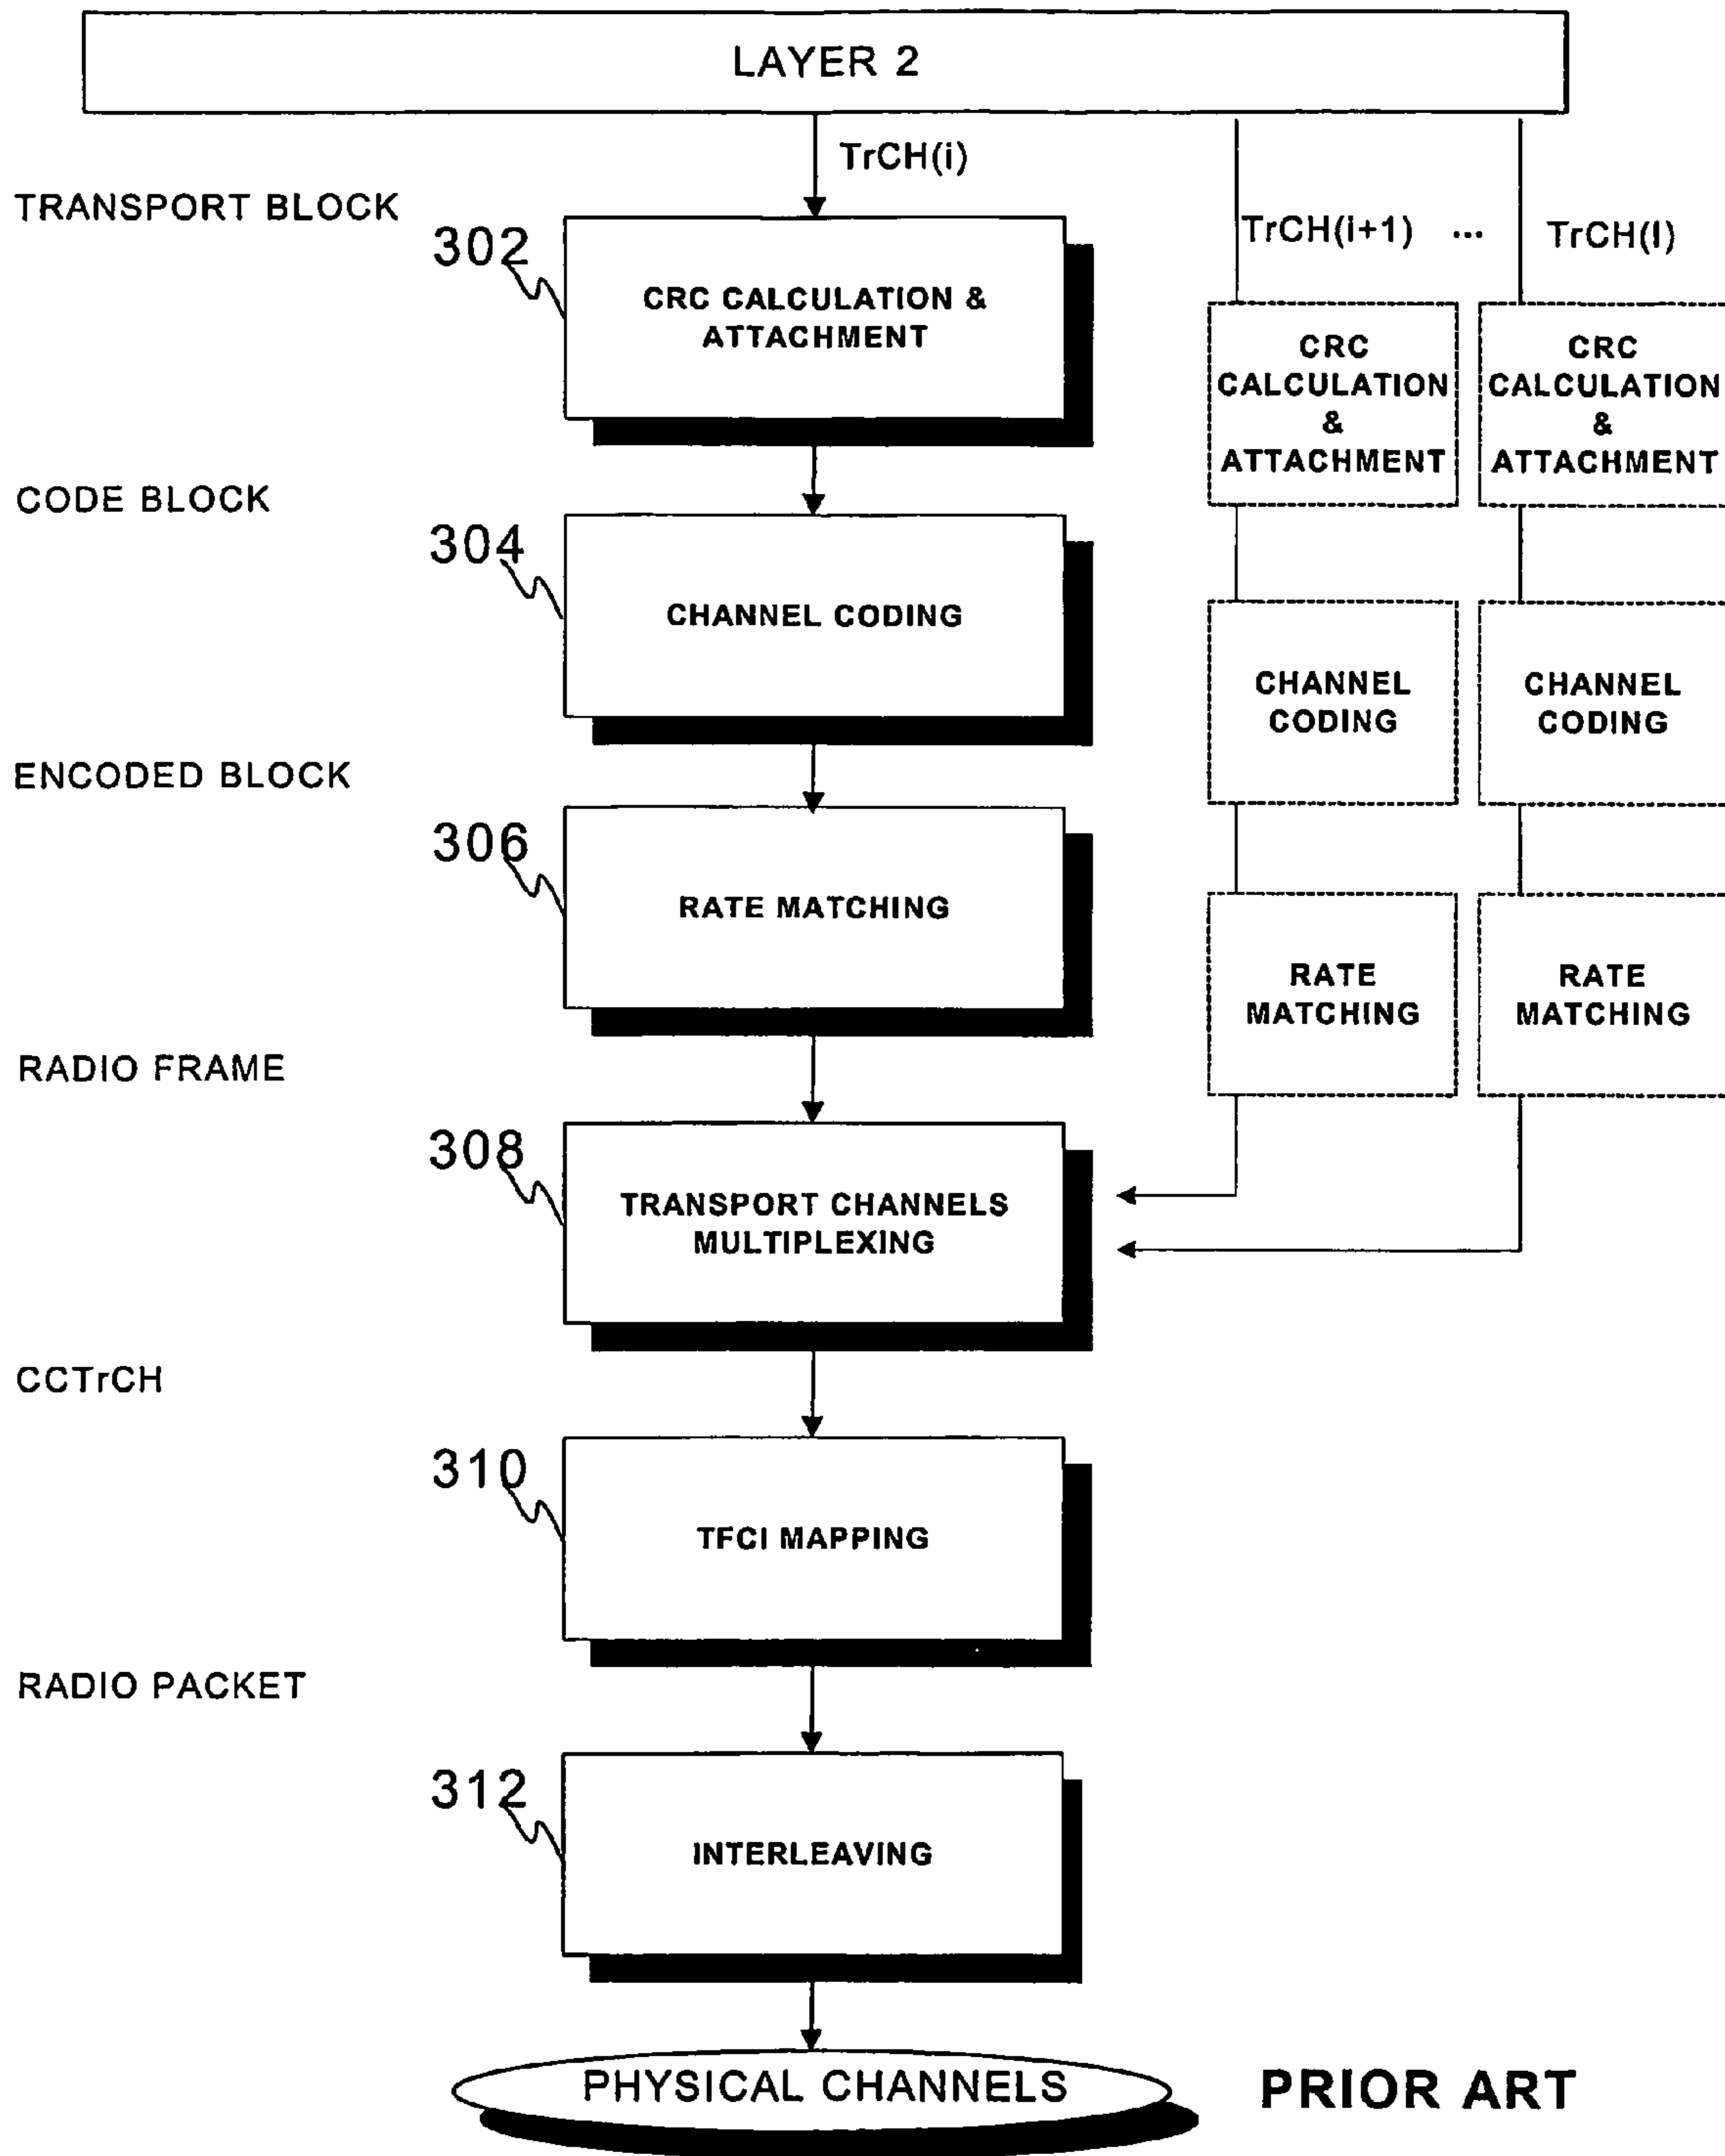 LAYER 2
TrCH(i)
TRANSPORT BLOCK
TrCH(i+1) ... TrCH(I)
302
CRC CALCULATION &
ATTACHMENT
CRC
CALCULATION
&
ATTACHMENT
CRC
CALCULATION
&
ATTACHMENT
CODE BLOCK
304
CHANNEL CODING
CHANNEL
CODING
CHANNEL
CODING
ENCODED BLOCK
306
RATE MATCHING
RATE
MATCHING
RATE
MATCHING
RADIO FRAME
308
TRANSPORT CHANNELS
MULTIPLEXING
CCTrCH
310
TFCI MAPPING
RADIO PACKET
312
INTERLEAVING
PHYSICAL CHANNELS
PRIOR ART